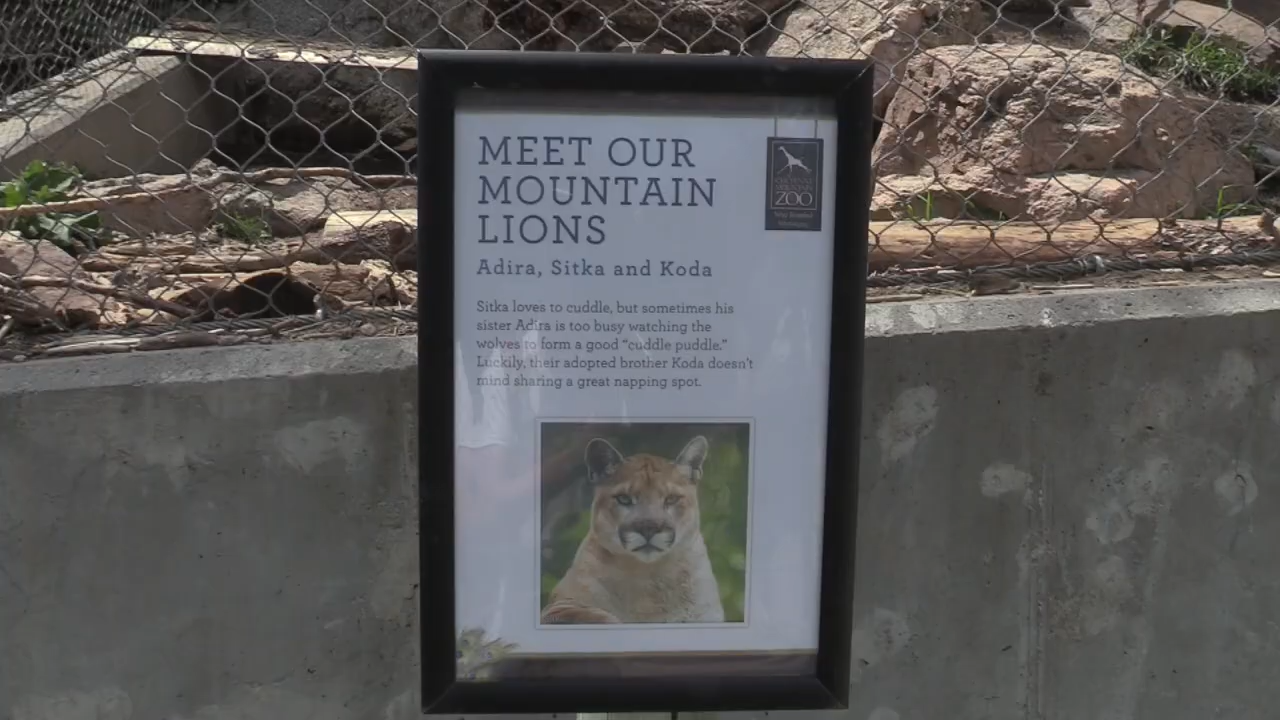 MEET OUR
MOUNTAIN
LIONS
Adira, Sitka and Koda
Sitka loves to cuddle, but sometimes his
sister Adira is too busy watching the
wolves to form a good “cuddle puddle.”
Luckily, their adopted brother Koda doesn't
mind sharing a great napping spot.
CHEYENNE
MOUNTAIN
ZOO